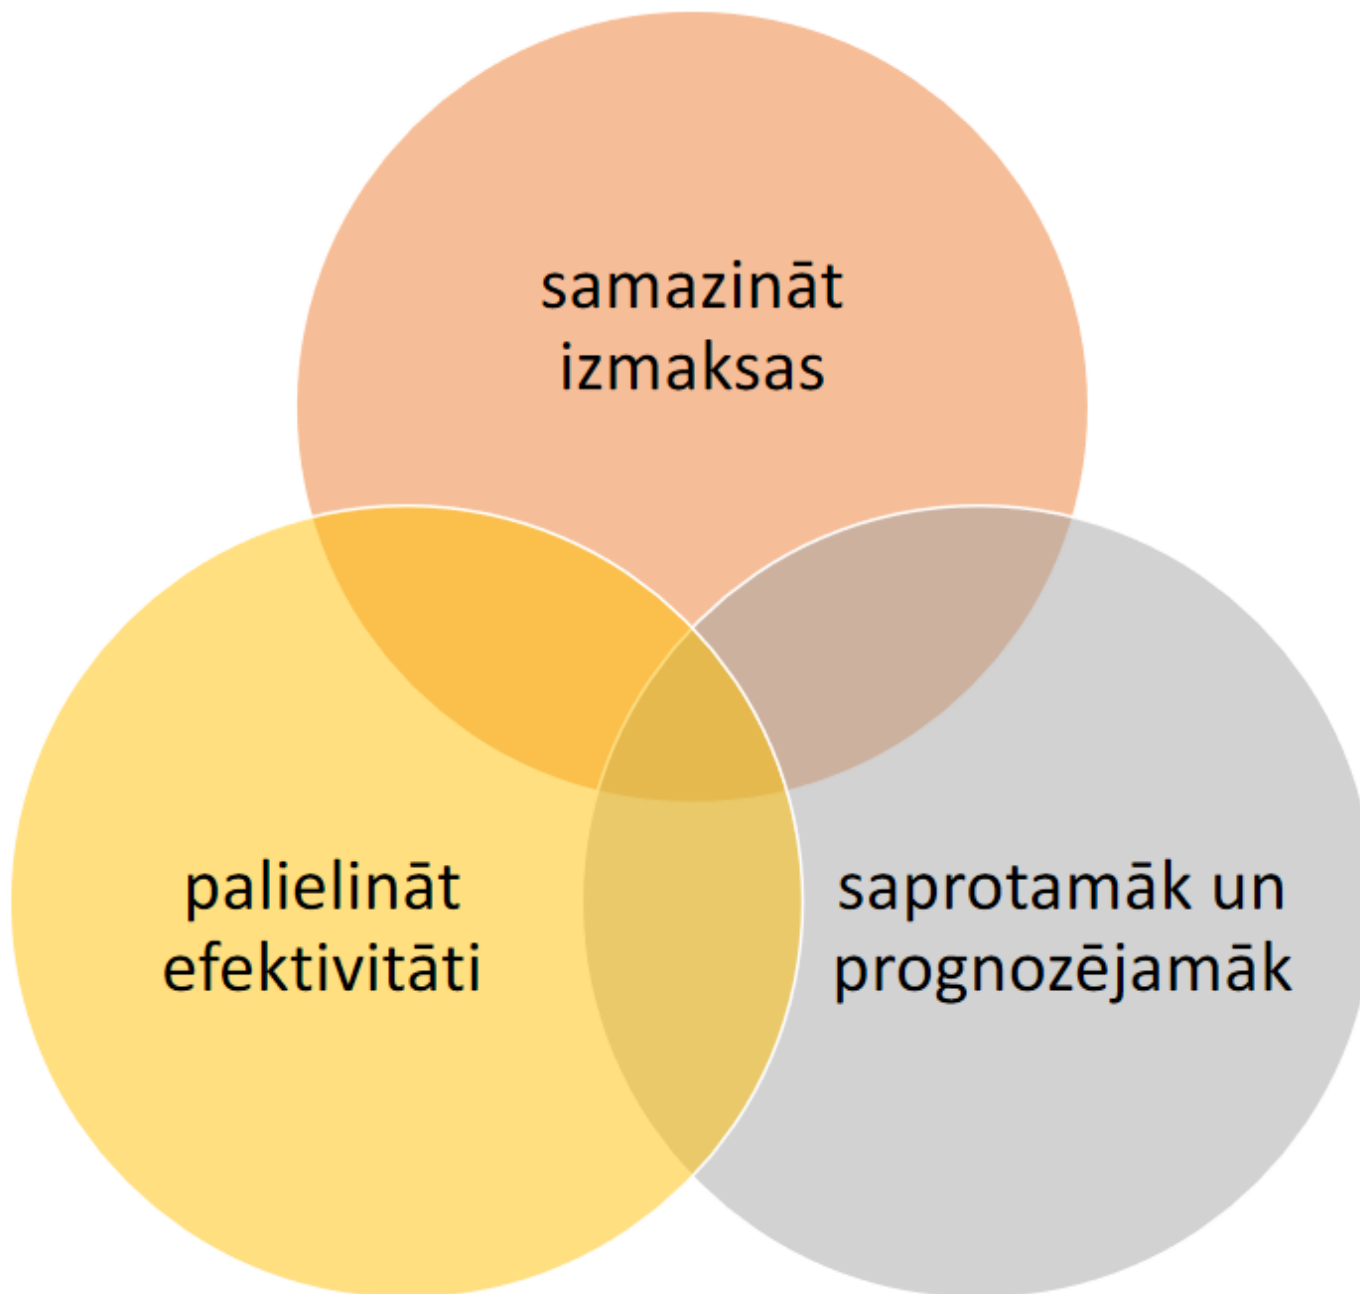 samazināt
izmaksas
palielināt
efektivitāti
saprotamāk un
prognozējamāk